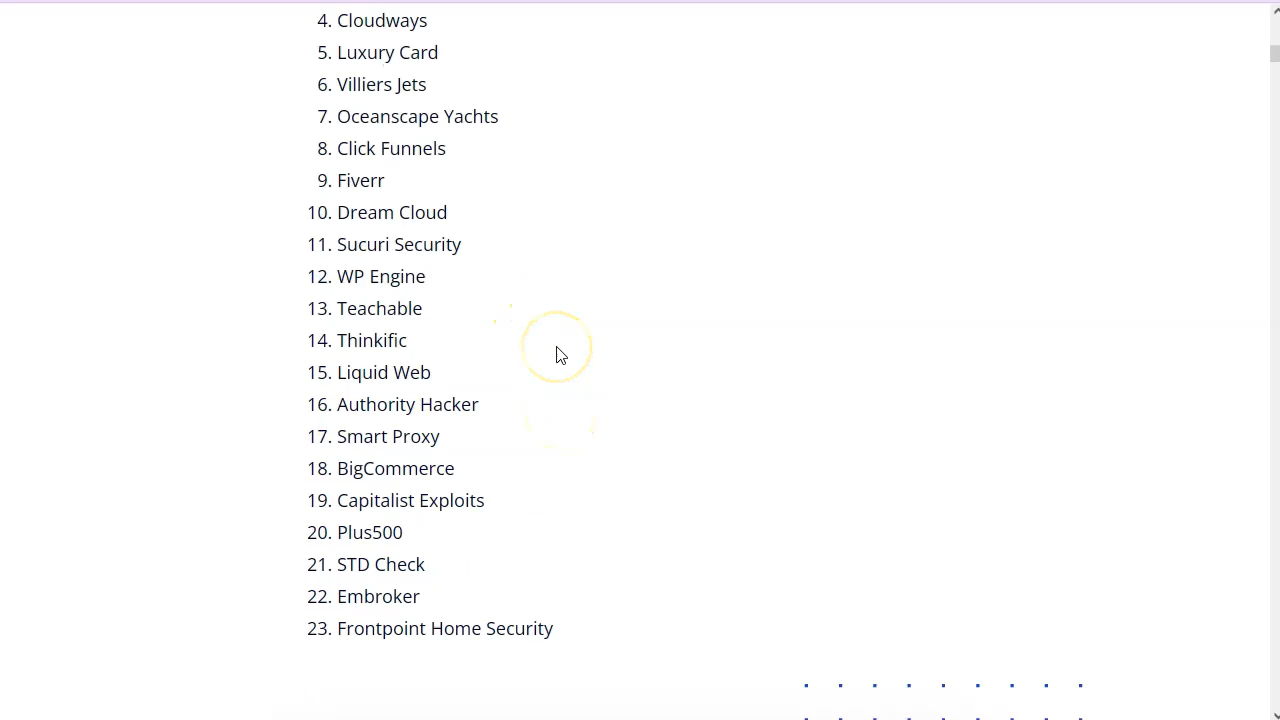 4. Cloudways
5. Luxury Card
6. Villiers Jets
7. Oceanscape Yachts
8. Click Funnels
9. Fiverr
10. Dream Cloud
11. Sucuri Security
12. WP Engine
13. Teachable
14. Thinkific
15. Liquid Web
16. Authority Hacker
17. Smart Proxy
18. BigCommerce
19. Capitalist Exploits
20. Plus500
21. STD Check
22. Embroker
23. Frontpoint Home Security